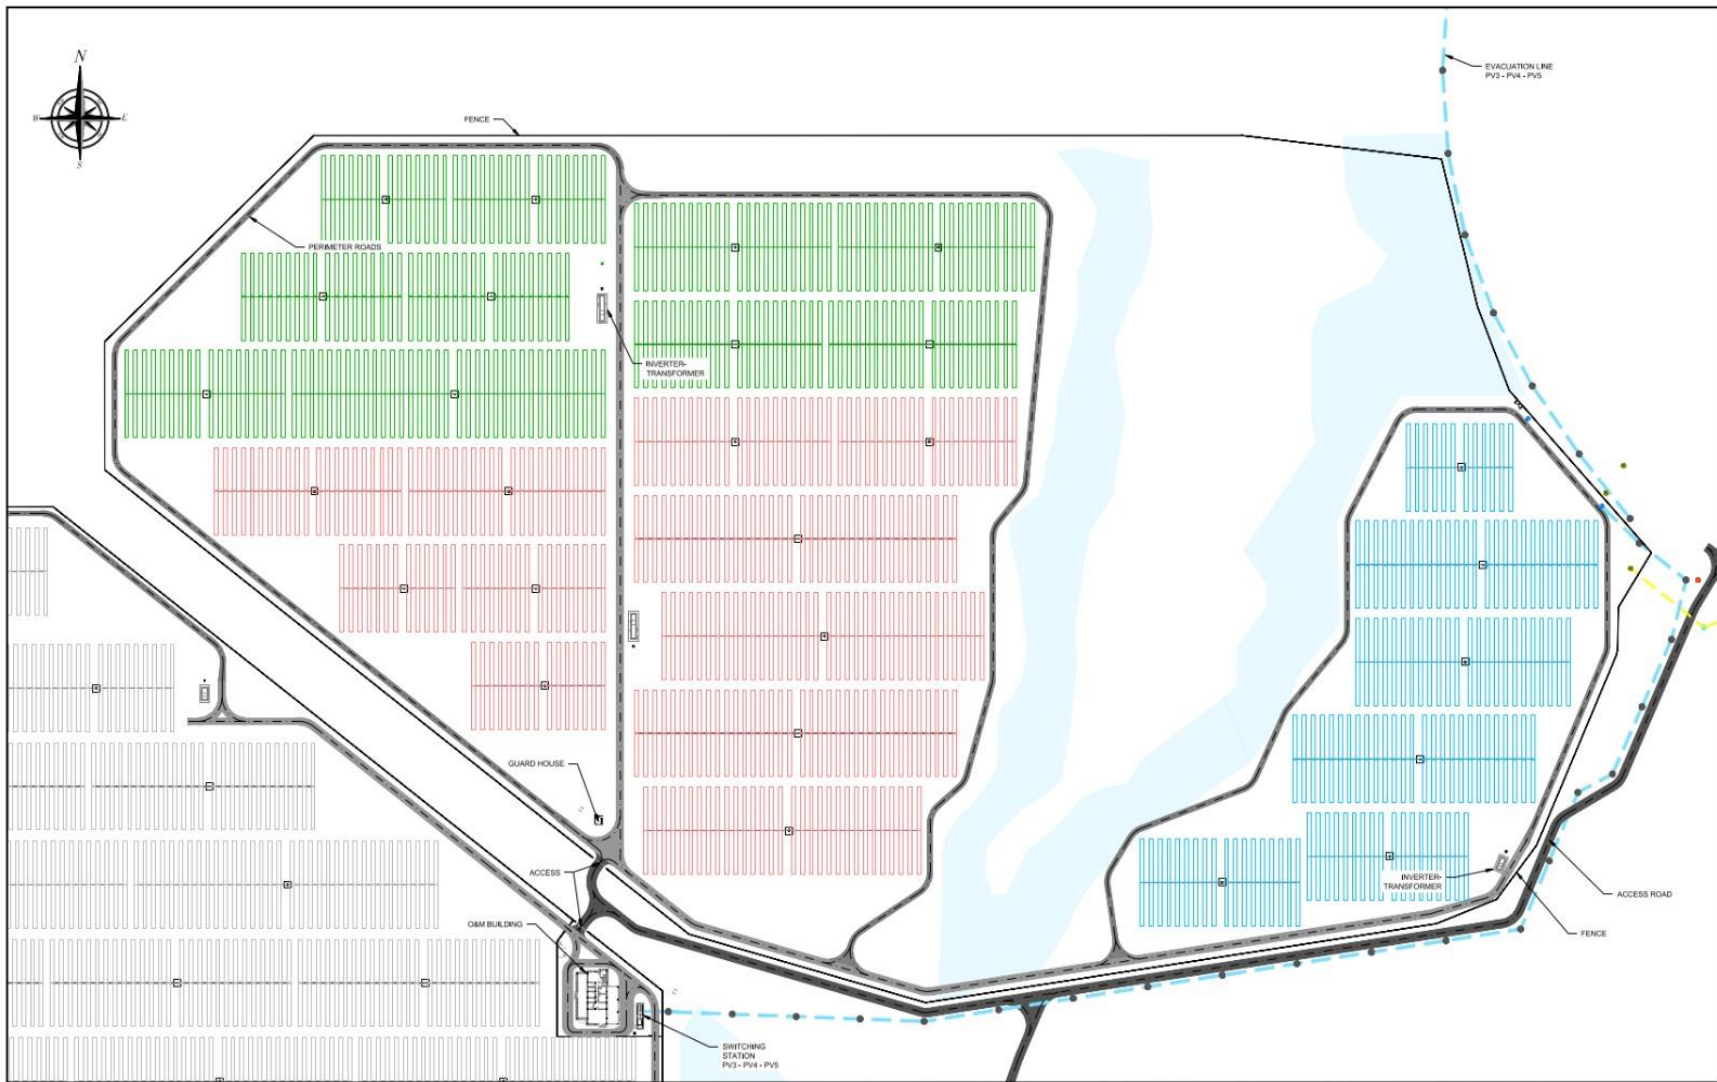 N
W
E
S
EVACUATION LINE
PV3 - PV4 - PV5
FENCE
PERIMETER ROADS
INVERTER-
TRANSFORMER
GUARD HOUSE
ACCESS
O&M BUILDING
INVERTER-
TRANSFORMER
ACCESS ROAD
FENCE
SWITCHING
STATION
PV3 - PV4 - PV5